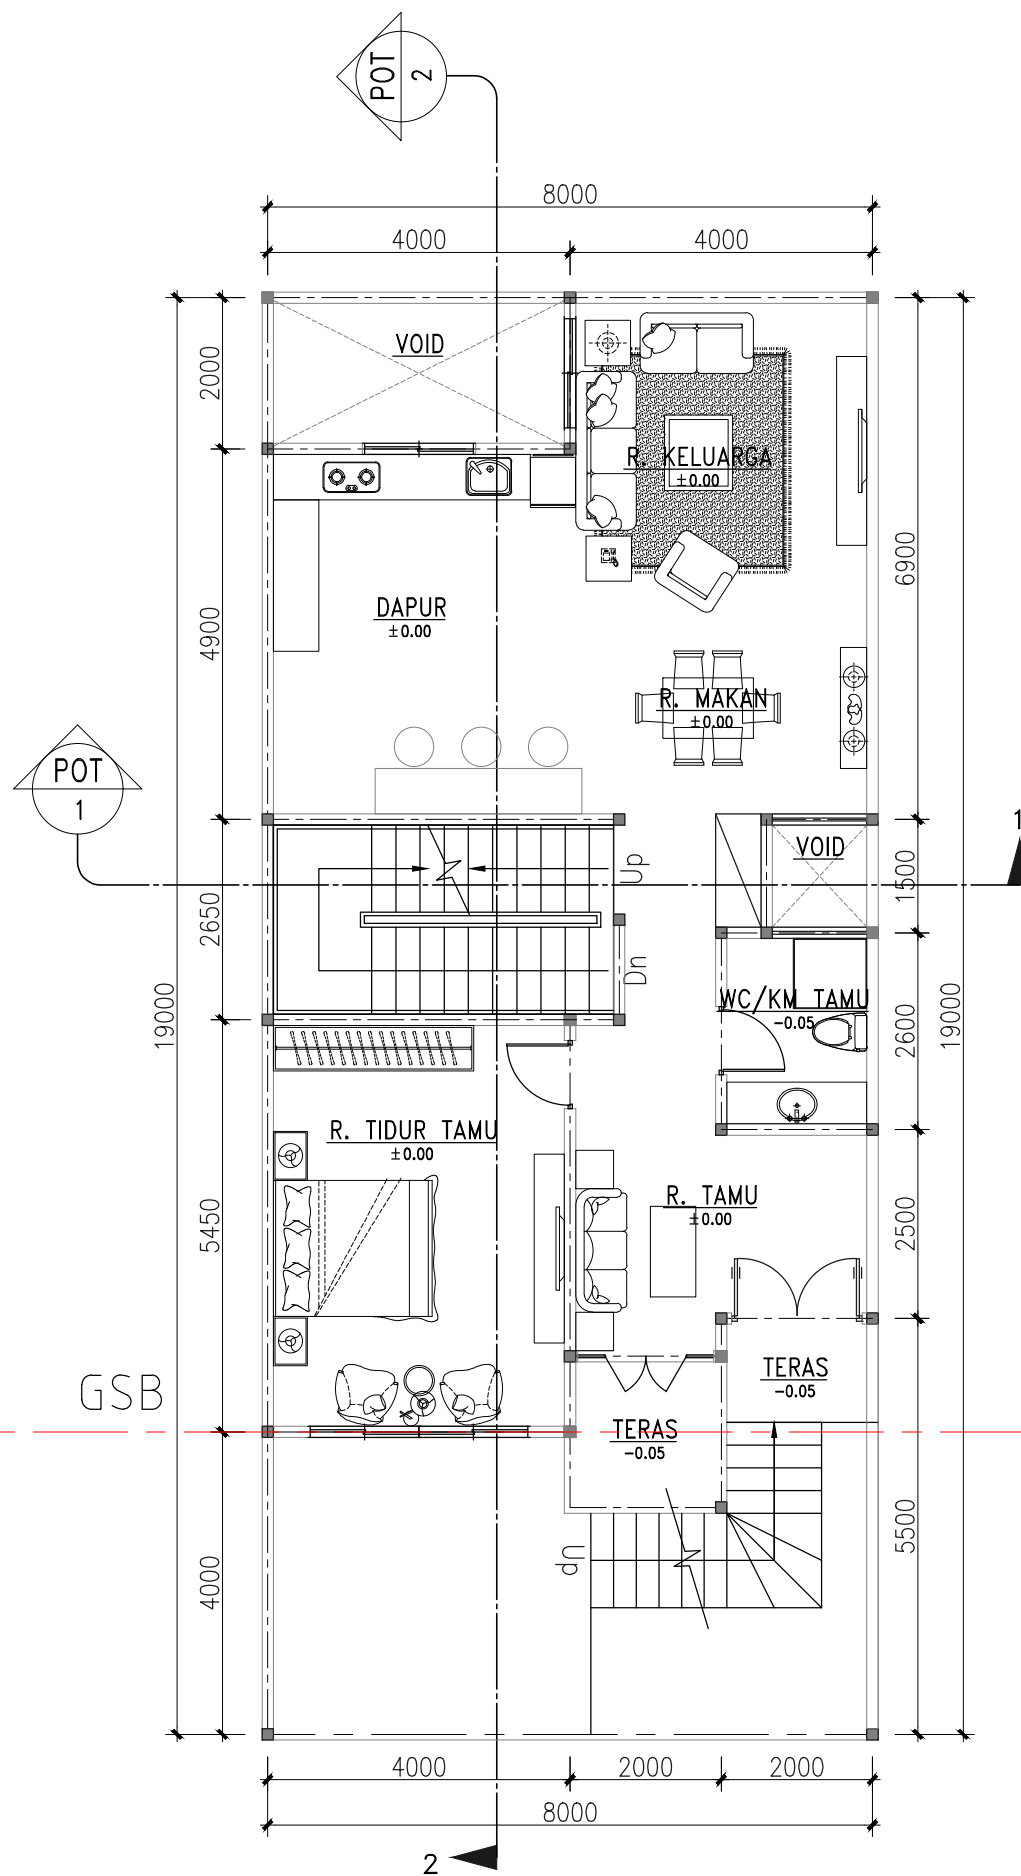 POT
2
8000
4000
4000
VOID
2000
R. KELUARGA
±0.00
6900
DAPUR
±0.00
4900
R. MAKAN
±0.00
POT
1
1
VOID
1500
Up
2650
Dn
19000
WC/KM TAMU
-0.05
2600
19000
R. TIDUR TAMU
±0.00
R. TAMU
±0.00
5450
2500
GSB
TERAS
-0.05
TERAS
-0.05
5500
up
4000
4000
2000
2000
8000
2